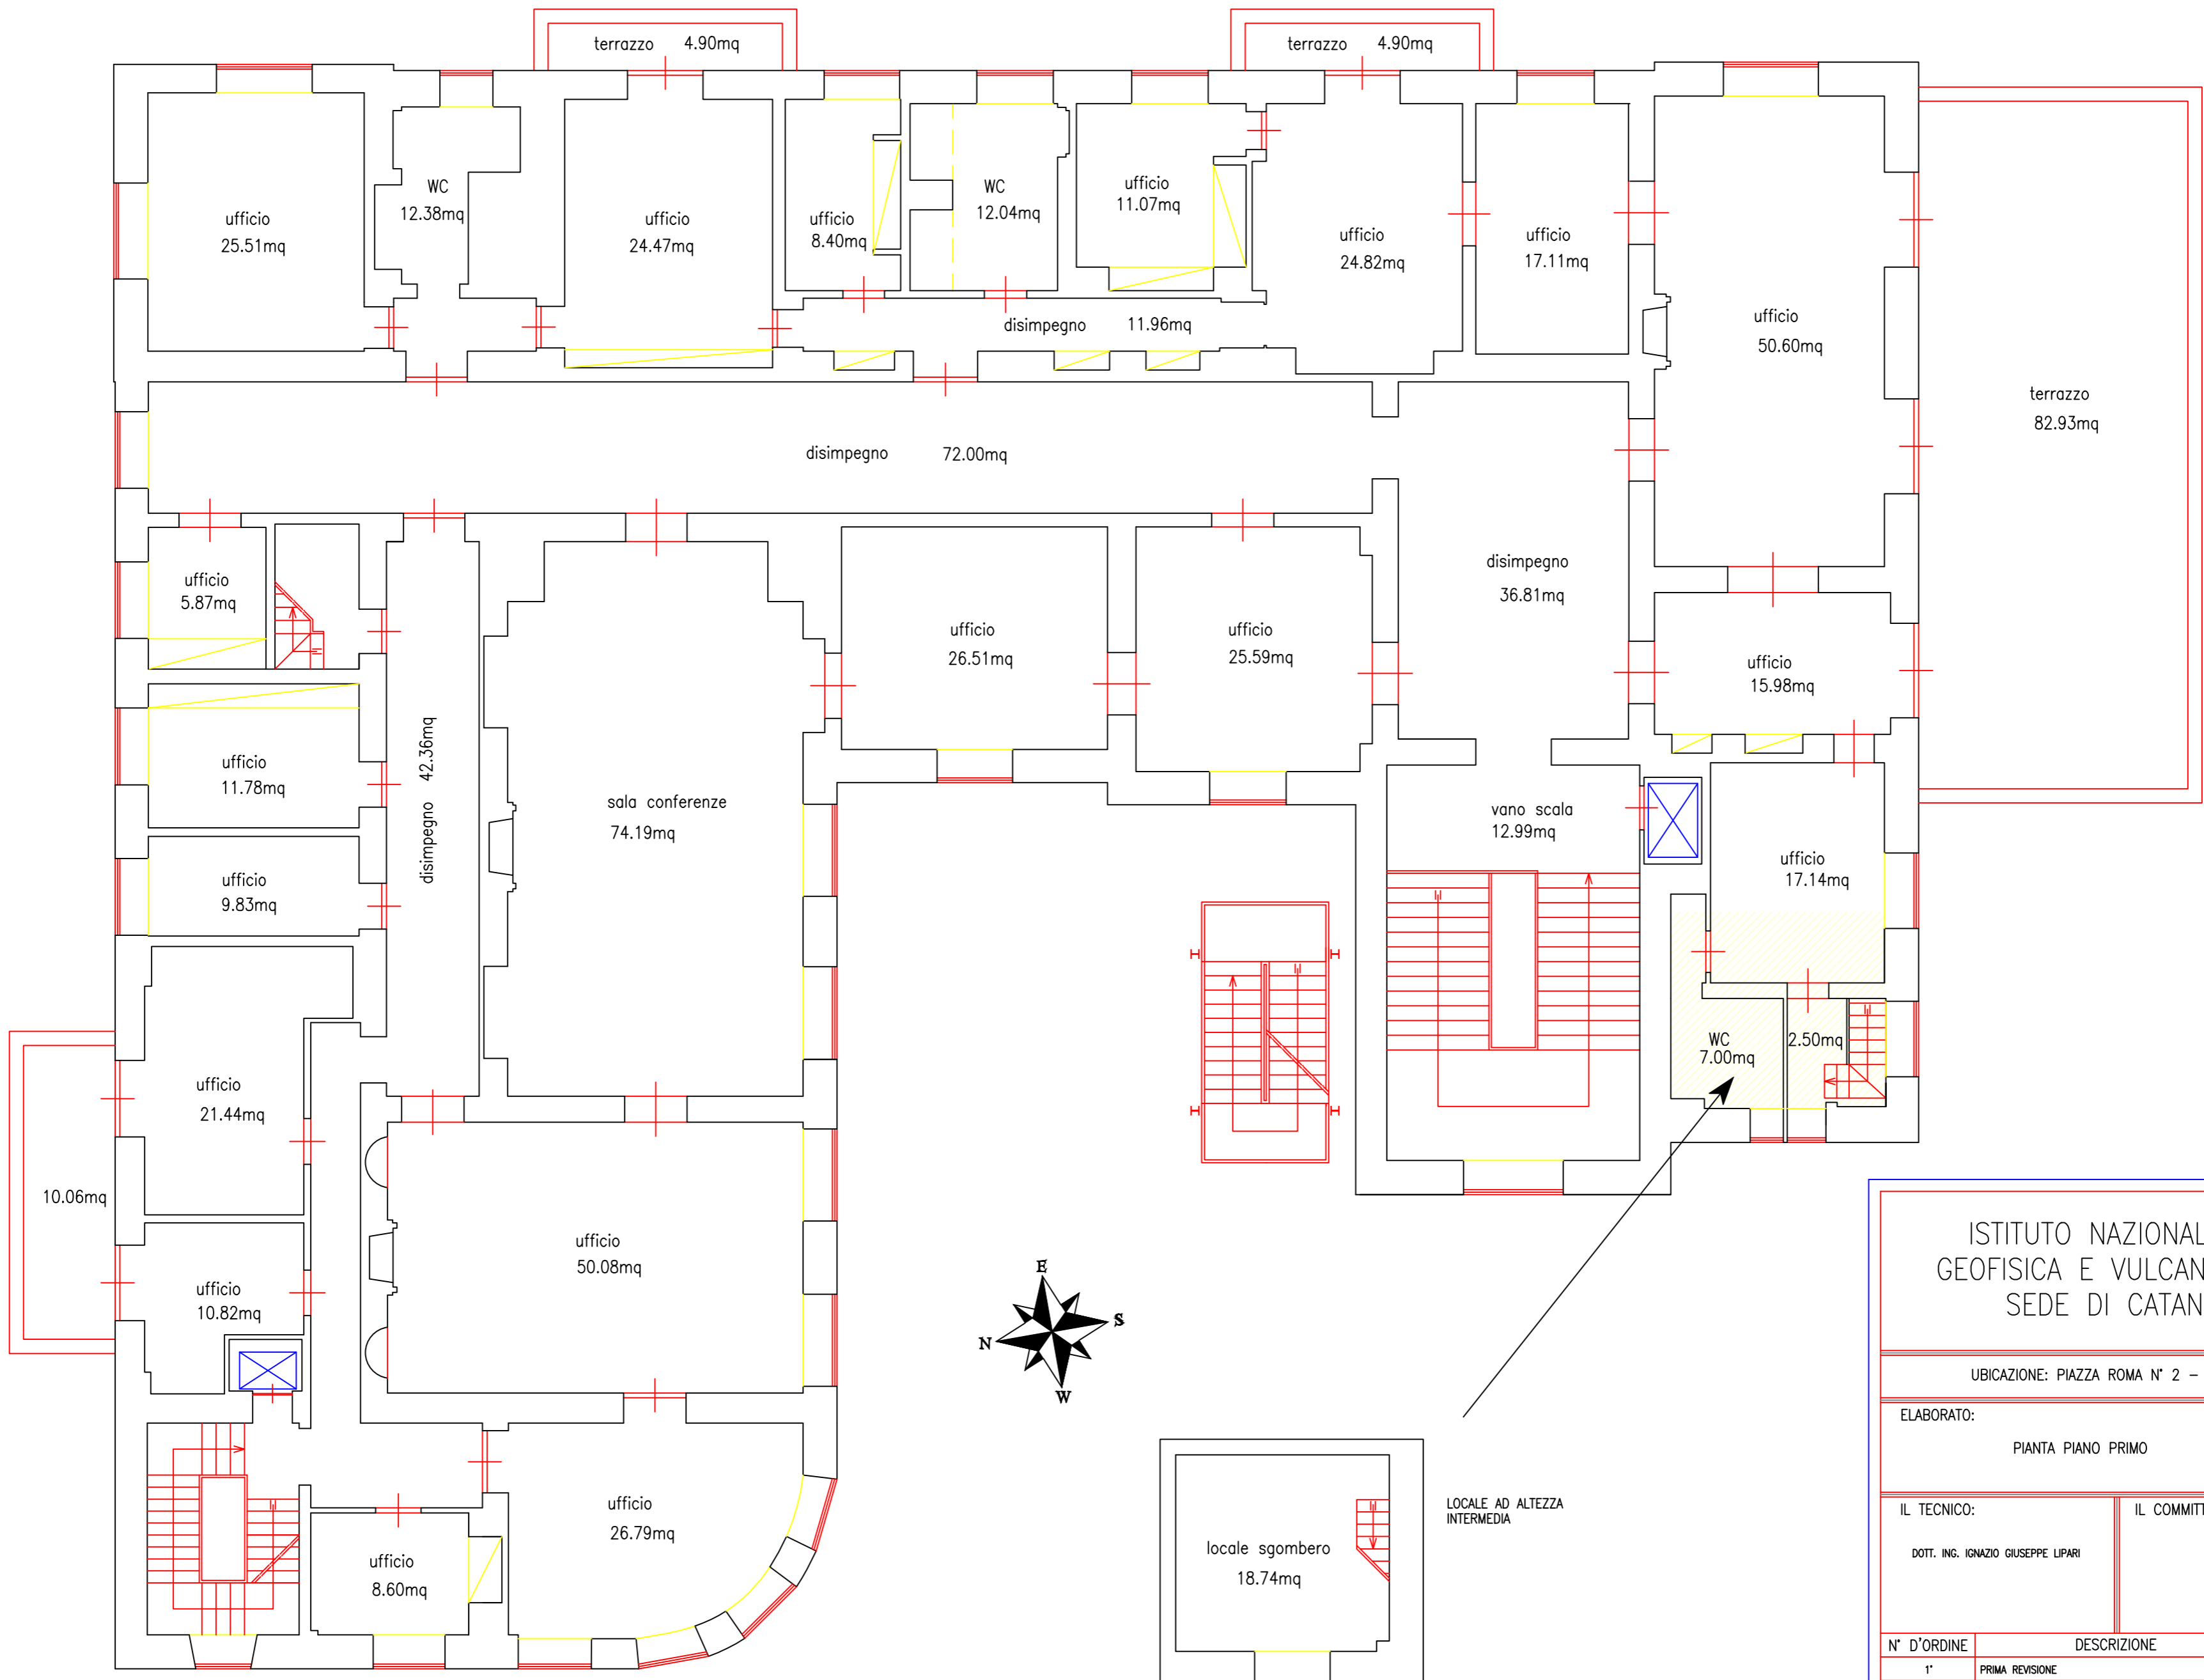 terrazzo 4.90mq
terrazzo 4.90mq
ufficio
25.51mq
WC
12.38mq
ufficio
24.47mq
ufficio
8.40mq
WC
12.04mq
ufficio
11.07mq
ufficio
24.82mq
ufficio
17.11mq
ufficio
50.60mq
terrazzo
82.93mq
disimpegno 11.96mq
disimpegno 72.00mq
ufficio
5.87mq
disimpegno
36.81mq
ufficio
26.51mq
ufficio
25.59mq
ufficio
15.98mq
ufficio
11.78mq
disimpegno 42.36mq
sala conferenze
74.19mq
vano scala
12.99mq
ufficio
17.14mq
ufficio
9.83mq
WC
7.00mq
2.50mq
ufficio
21.44mq
10.06mq
ufficio
50.08mq
ufficio
10.82mq
E
S
N
W
ufficio
26.79mq
ufficio
8.60mq
locale sgombero
18.74mq
LOCALE AD ALTEZZA
INTERMEDIA
ISTITUTO NAZIONAL
GEOFISICA E VULCAN
SEDE DI CATAN
UBICAZIONE: PIAZZA ROMA N° 2 –
ELABORATO:
PIANTA PIANO PRIMO
IL TECNICO:
IL COMMITT
DOTT. ING. IGNAZIO GIUSEPPE LIPARI
N° D'ORDINE DESCRIZIONE
1° PRIMA REVISIONE